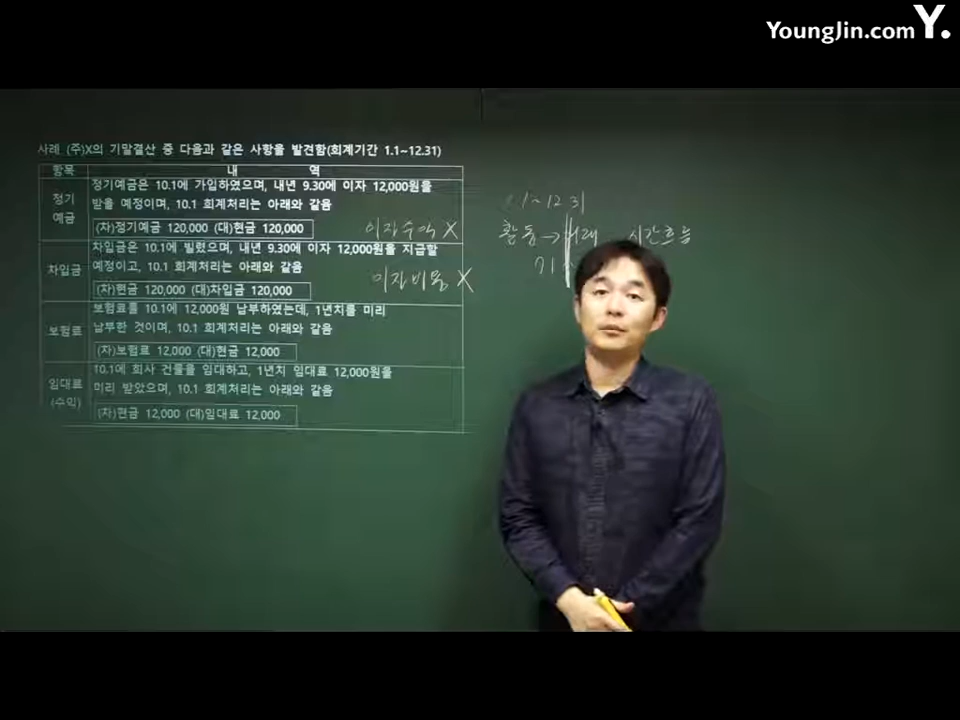 YoungJin.com Y.
사례 (주)X의 기말결산 중 다음과 같은 사항을 발견함(회계기간 1.1~12.31)
항목 내 역
정기예금은 10.1에 가입하였으며, 내년 9.30에 이자 12,000원을
정기
받을 예정이며, 10.1 회계처리는 아래와 같음
예금
(차)정기예금 120,000 (대)현금 120,000
이자수익 X
차입금은 10.1에 빌렸으며, 내년 9.30에 이자 12,000원을 지급할
차입금
예정이고, 10.1 회계처리는 아래와 같음
(차)현금 120,000 (대)차입금 120,000
이자비용 X
보험료를 10.1에 12,000원 납부하였는데, 1년치를 미리
보험료
납부한 것이며, 10.1 회계처리는 아래와 같음
(차)보험료 12,000 (대)현금 12,000
10.1에 회사 건물을 임대하고, 1년치 임대료 12,000원을
임대료
미리 받았으며, 10.1 회계처리는 아래와 같음
(수익)
(차)현금 12,000 (대)임대료 12,000
1~12.31
활동 → 거래 시간흐름